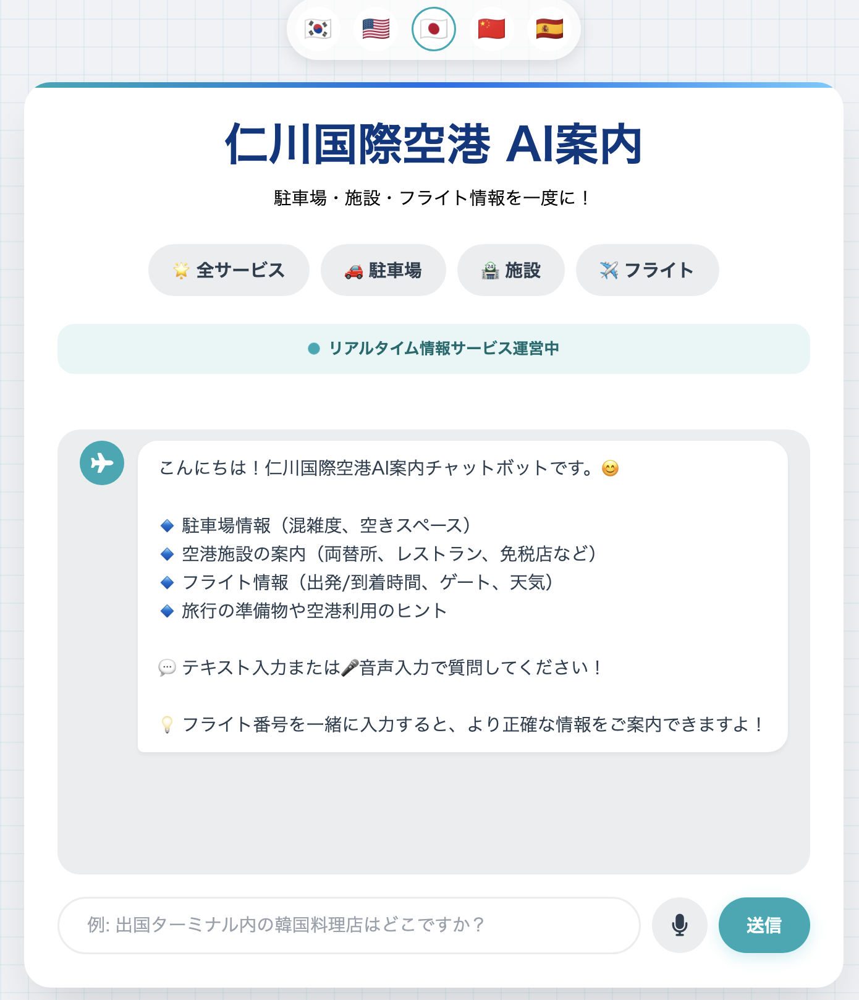 仁川国際空港 AI案内
駐車場・施設・フライト情報を一度に！
🌟 全サービス
🚗 駐車場
🏪 施設
✈️ フライト
リアルタイム情報サービス運営中
こんにちは！仁川国際空港AI案内チャットボットです。😊
🔹 駐車場情報（混雑度、空きスペース）
🔹 空港施設の案内（両替所、レストラン、免税店など）
🔹 フライト情報（出発/到着時間、ゲート、天気）
🔹 旅行の準備物や空港利用のヒント
💬 テキスト入力または🎤音声入力で質問してください！
💡 フライト番号を一緒に入力すると、より正確な情報をご案内できますよ！
例: 出国ターミナル内の韓国料理店はどこですか？
送信